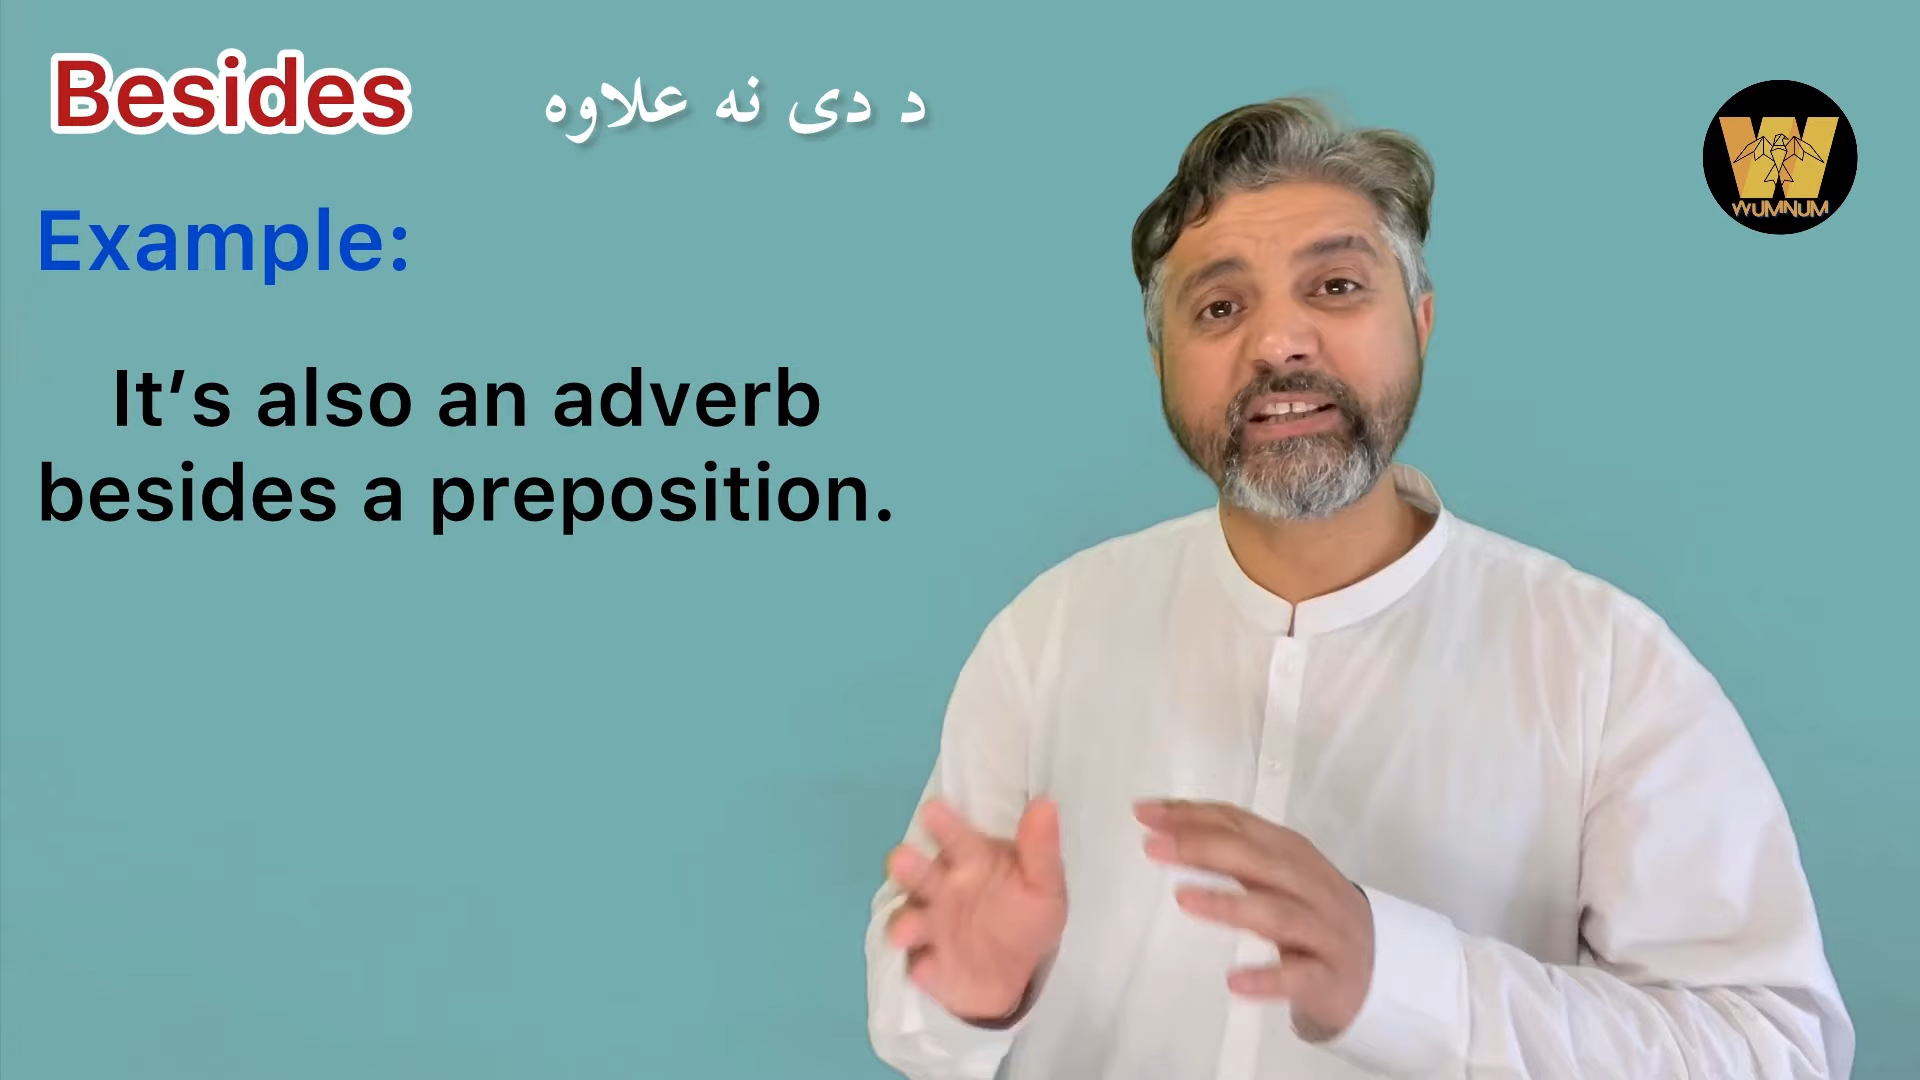 Besides
د دی نه علاوه
WUMNUM
Example:
It’s also an adverb
besides a preposition.